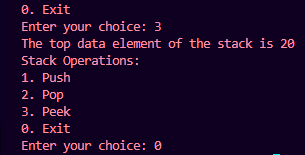 0. Exit
Enter your choice: 3
The top data element of the stack is 20
Stack Operations:
1. Push
2. Pop
3. Peek
0. Exit
Enter your choice: 0